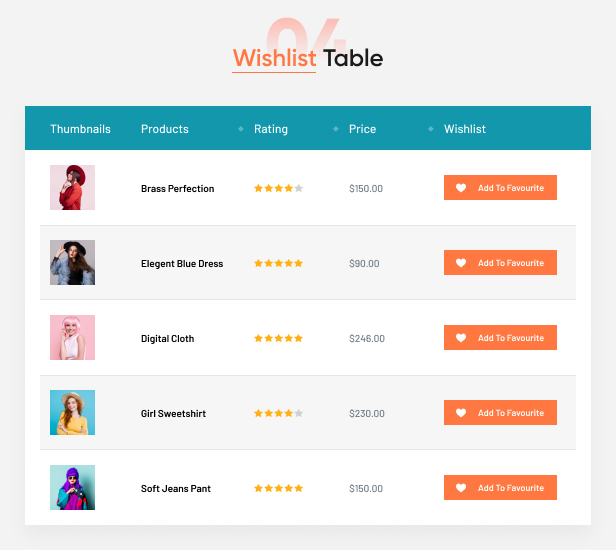 04
Wishlist Table
Thumbnails Products Rating Price Wishlist
Brass Perfection $150.00 Add To Favourite
Elegent Blue Dress $90.00 Add To Favourite
Digital Cloth $246.00 Add To Favourite
Girl Sweetshirt $230.00 Add To Favourite
Soft Jeans Pant $150.00 Add To Favourite